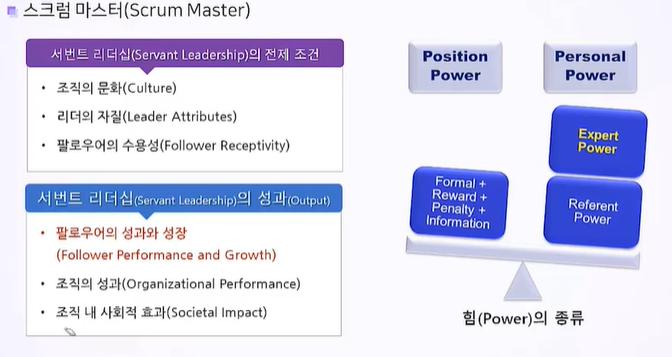 스크럼 마스터(Scrum Master)
서번트 리더십(Servant Leadership)의 전제 조건
• 조직의 문화(Culture)
• 리더의 자질(Leader Attributes)
• 팔로우어의 수용성(Follower Receptivity)
서번트 리더십(Servant Leadership)의 성과(Output)
• 팔로우어의 성과와 성장
(Follower Performance and Growth)
• 조직의 성과(Organizational Performance)
• 조직 내 사회적 효과(Societal Impact)
Position
Power
Personal
Power
Expert
Power
Formal +
Reward +
Penalty +
Information
Referent
Power
힘(Power)의 종류